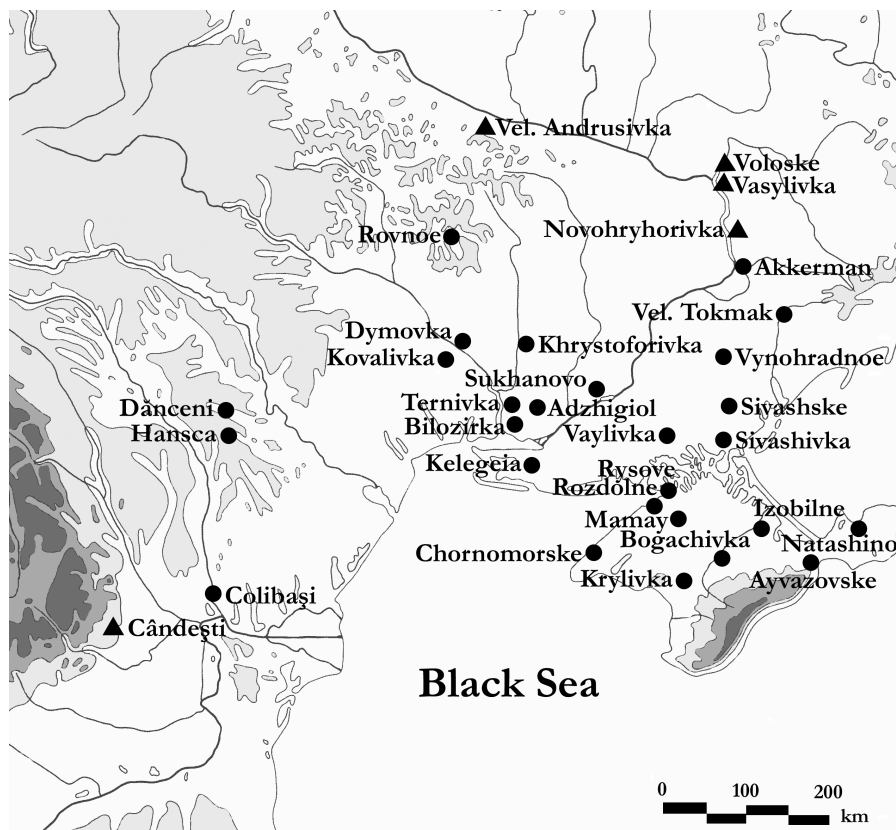 Vel. Andrusivka
Voloske
Vasylivka
Novohryhorivka
Rovnoe
Akkerman
Vel. Tokmak
Dymovka
Khrystoforivka
Kovalivka
Vynohradnoe
Sukhanovo
Ternivka
Adzhigiol
Sivashske
Dănceni
Bilozirka
Hansca
Vaylivka
Sivashivka
Kelegeia
Rysove
Rozdolne
Izobilne
Mamay
Bogachivka
Natashino
Chornomorske
Krylivka
Ayvazovske
Colibași
Cândești
Black Sea
0 100 200
km